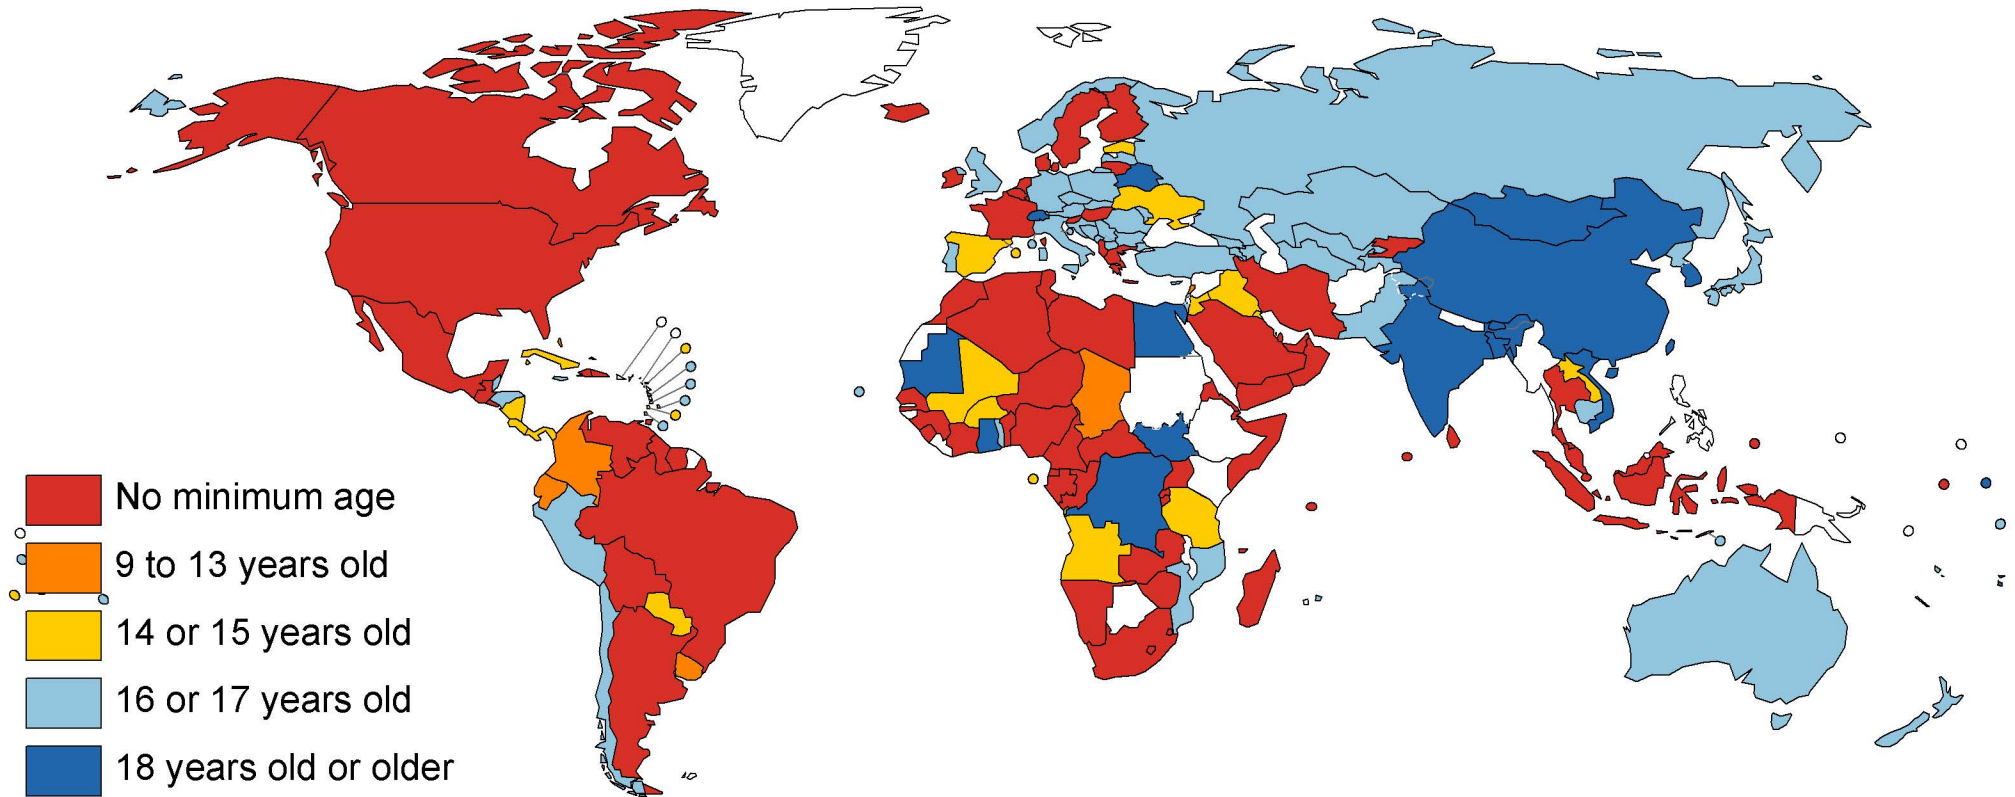 No minimum age
9 to 13 years old
14 or 15 years old
16 or 17 years old
18 years old or older